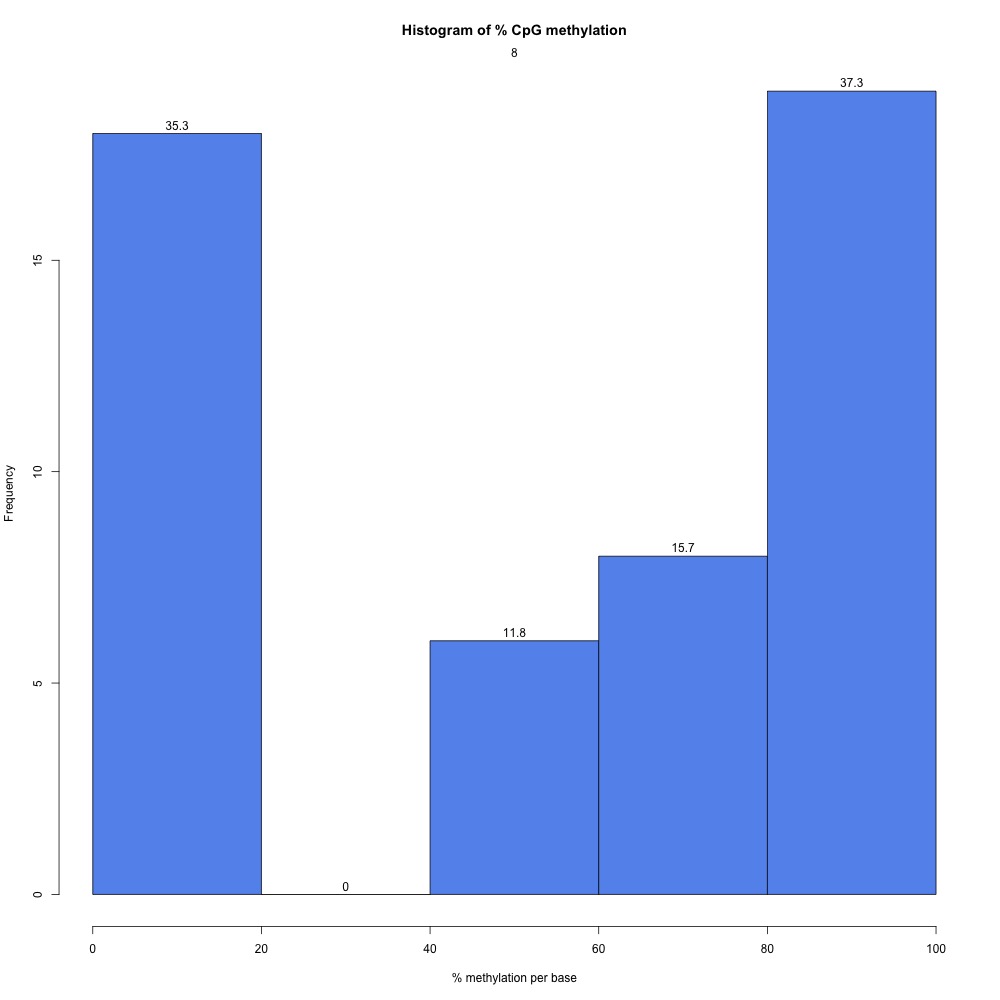 Histogram of % CpG methylation
8
37.3
35.3
15
Frequency
10
15.7
11.8
5
0
0
0 20 40 60 80 100
% methylation per base